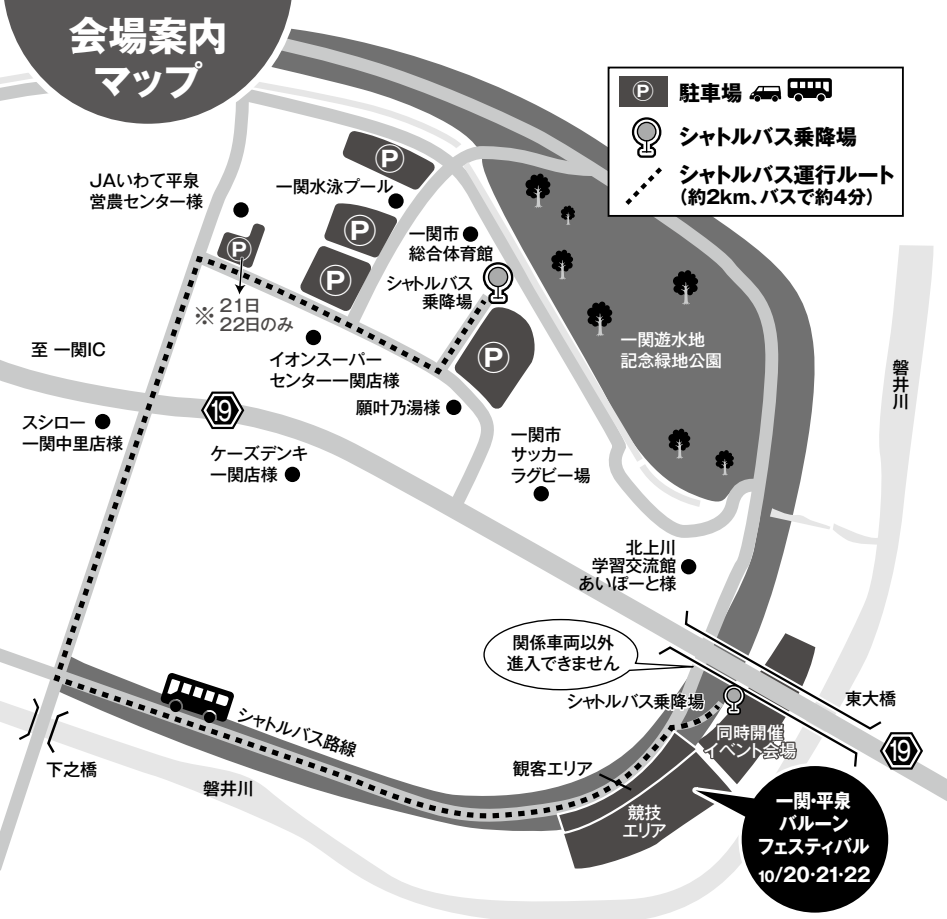 会場案内
マップ
Ⓟ 駐車場
シャトルバス乗降場
シャトルバス運行ルート
(約2km、バスで約4分)
JAいわて平泉
営農センター様
Ⓟ
※ 21日
22日のみ
Ⓟ
一関水泳プール
Ⓟ
Ⓟ
一関市
総合体育館
シャトルバス
乗降場
Ⓟ
イオンスーパー
センター一関店様
願叶乃湯様
一関遊水地
記念緑地公園
磐井川
至 一関IC
19
スシロー
一関中里店様
ケーズデンキ
一関店様
一関市
サッカー
ラグビー場
北上川
学習交流館
あいぽーと様
関係車両以外
進入できません
シャトルバス乗降場
東大橋
19
同時開催
イベント会場
シャトルバス路線
下之橋
磐井川
観客エリア
競技
エリア
一関・平泉
バルーン
フェスティバル
10/20・21・22